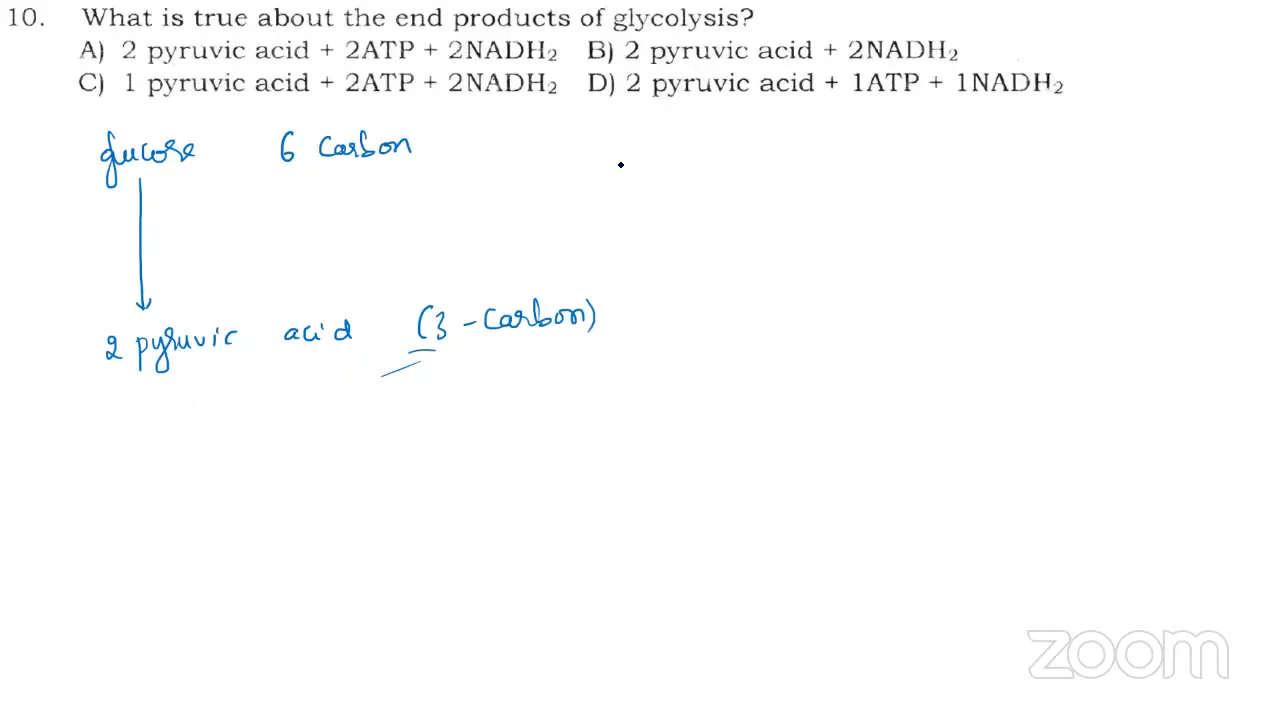 10. What is true about the end products of glycolysis?
A) 2 pyruvic acid + 2ATP + 2NADH₂ B) 2 pyruvic acid + 2NADH₂
C) 1 pyruvic acid + 2ATP + 2NADH₂ D) 2 pyruvic acid + 1ATP + 1NADH₂
glucose 6 carbon
2 pyruvic acid (3-carbon)
zoom